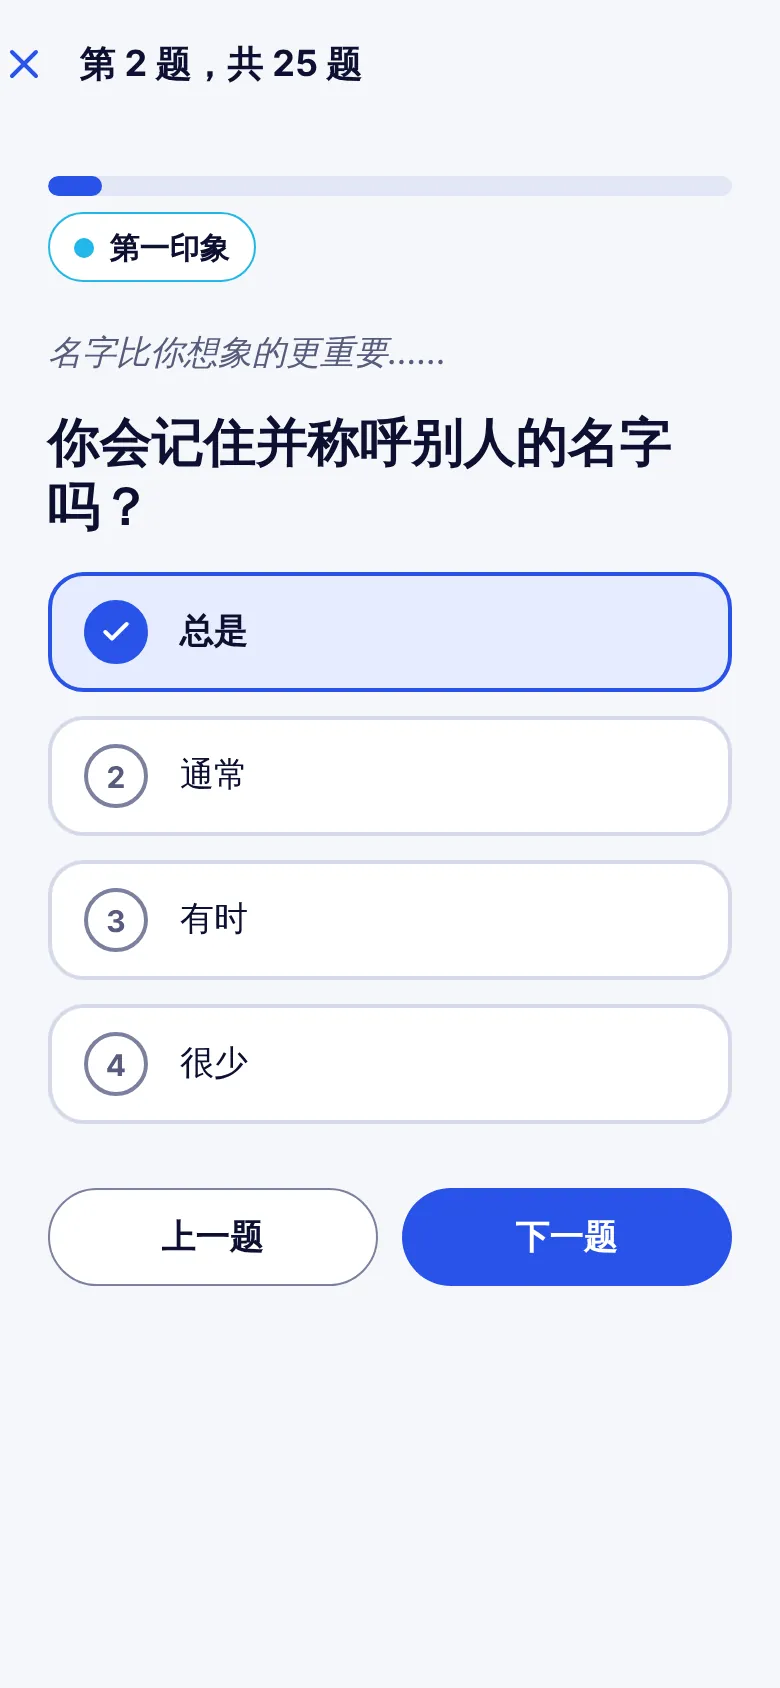 第 2 题，共 25 题
第一印象
名字比你想象的更重要......
你会记住并称呼别人的名字
吗？
总是
2 通常
3 有时
4 很少
上一题
下一题